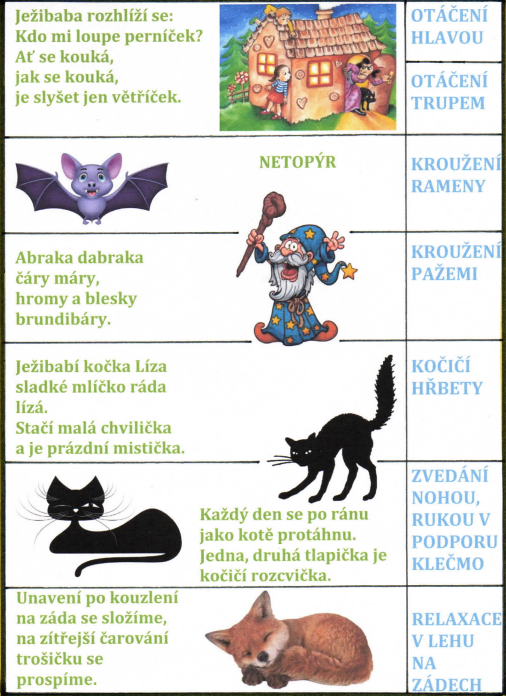 Ježibaba rozhlíží se:
Kdo mi loupe perníček?
Ať se kouká,
jak se kouká,
je slyšet jen větříček.
OTÁČENÍ
HLAVOU
OTÁČENÍ
TRUPEM
NETOPÝR
KROUŽENÍ
RAMENY
Abraka dabraka
čáry máry,
hromy a blesky
brundibáry.
KROUŽENÍ
PAŽEMI
Ježibabí kočka Líza
sladké mlíčko ráda
lízá.
Stačí malá chvilička
a je prázdní mistička.
KOČIČÍ
HŘBETY
Každý den se po ránu
jako kotě protáhnu.
Jedna, druhá tlapička je
kočičí rozcvička.
ZVEDÁNÍ
NOHOU,
RUKOU V
PODPORU
KLEČMO
Unavení po kouzlení
na záda se složíme,
na zítřejší čarování
trošičku se
prospíme.
RELAXACE
V LEHU
NA
ZÁDECH